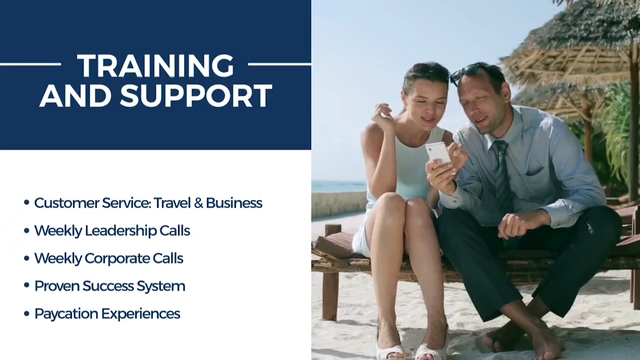 TRAINING
AND SUPPORT
• Customer Service: Travel & Business
• Weekly Leadership Calls
• Weekly Corporate Calls
• Proven Success System
• Paycation Experiences